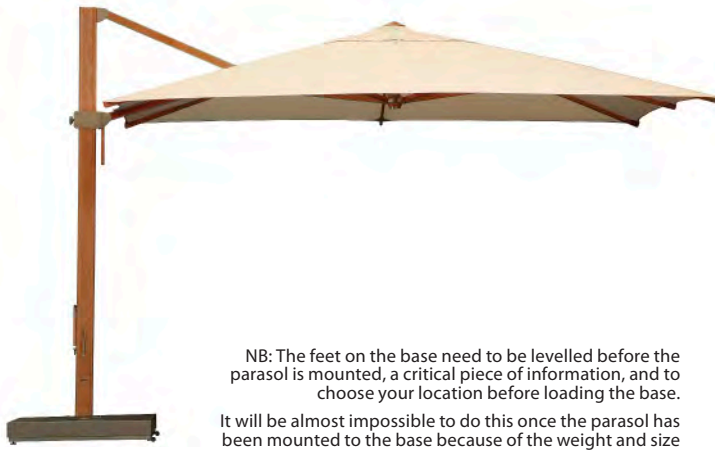 NB: The feet on the base need to be levelled before the
parasol is mounted, a critical piece of information, and to
choose your location before loading the base.
It will be almost impossible to do this once the parasol has
been mounted to the base because of the weight and size